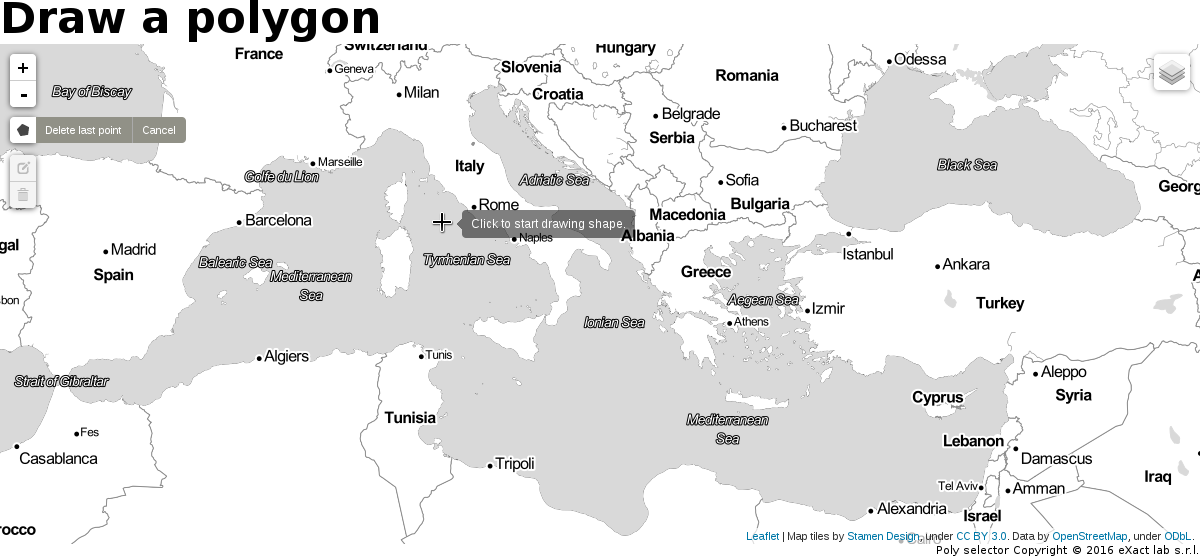 Draw a polygon
Switzerland
Hungary
France
Odessa
Geneva
Slovenia
Romania
+
-
Bay of Biscay
Milan
Croatia
Belgrade
Bucharest
Delete last point
Cancel
Serbia
Marseille
Italy
Black Sea
Golfe du Lion
Adriatic Sea
Sofia
Georg
Rome
Bulgaria
Barcelona
Macedonia
Click to start drawing shape.
Naples
Albania
gal
Madrid
Istanbul
Balearic Sea
Tyrrhenian Sea
Ankara
Spain
Mediterranean
Sea
Greece
bon
Aegean Sea
Turkey
Izmir
Ionian Sea
Athens
Algiers
Tunis
Strait of Gibraltar
Aleppo
Cyprus
Syria
Tunisia
Mediterranean
Sea
Fes
Lebanon
Casablanca
Tripoli
Damascus
Iraq
Tel Aviv
Amman
Alexandria
Israel
rocco
Leaflet | Map tiles by Stamen Design, under CC BY 3.0. Data by OpenStreetMap, under ODbL.
Poly selector Copyright © 2016 eXact lab s.r.l.